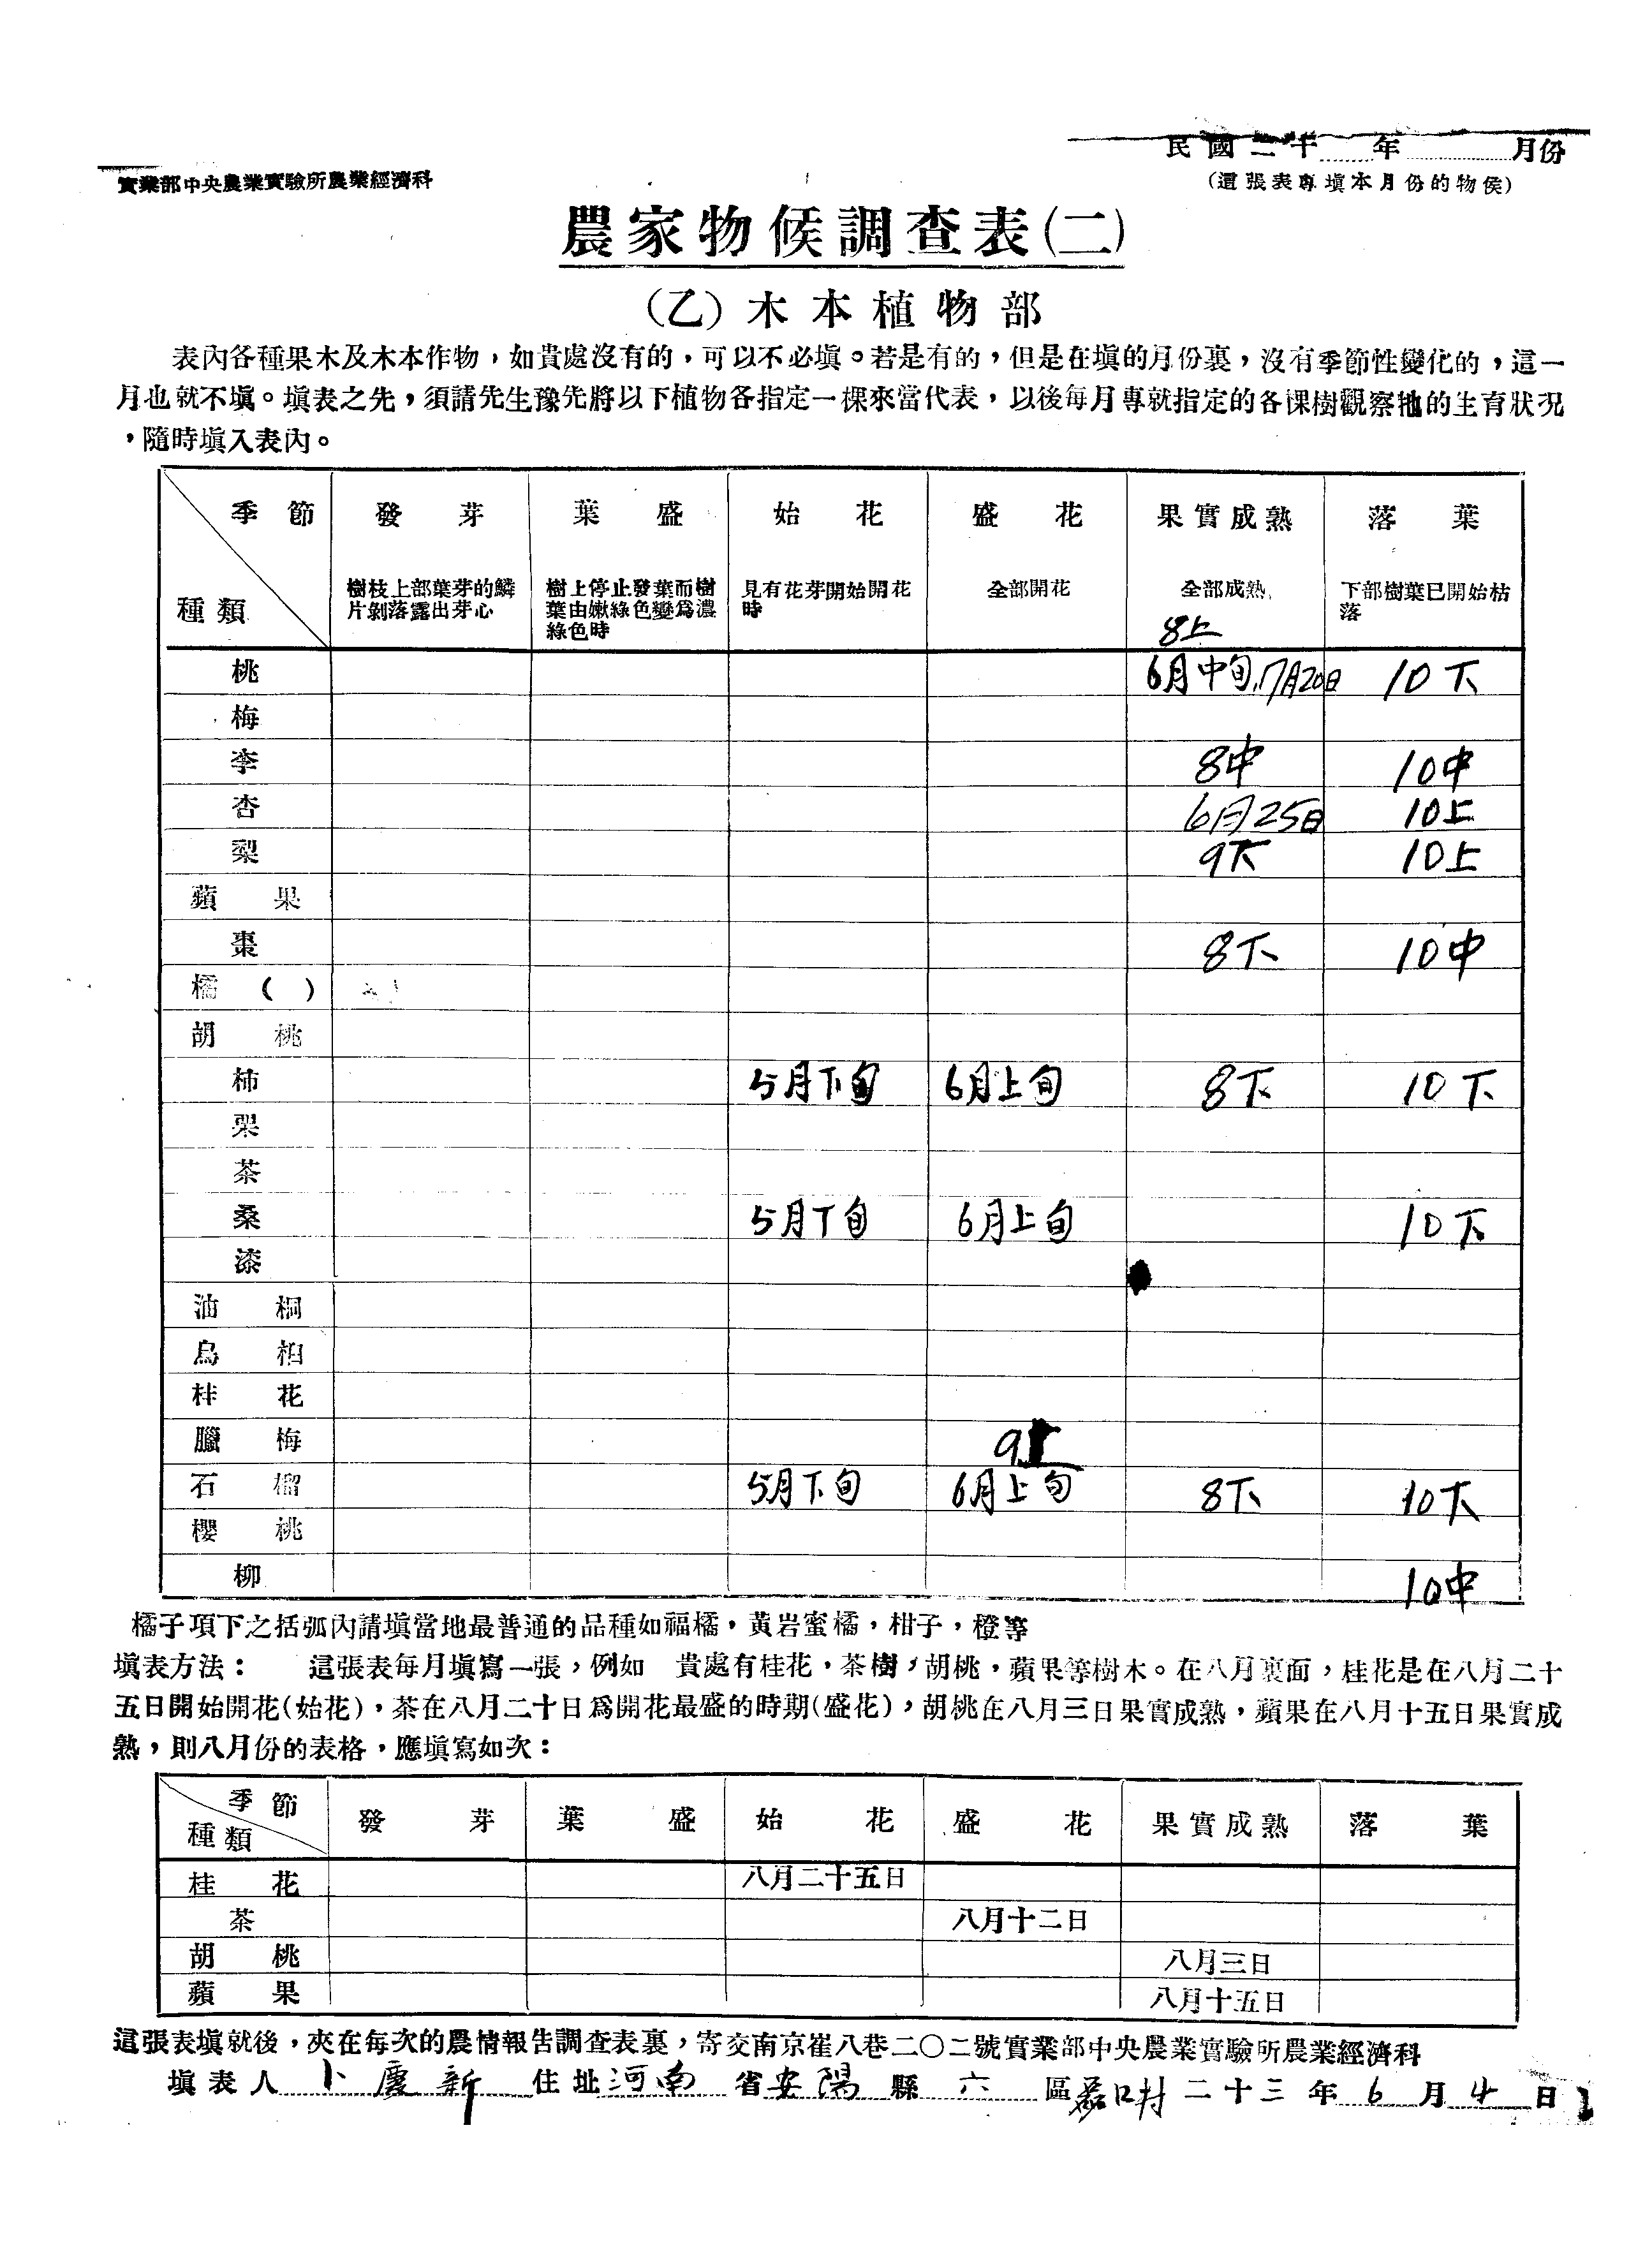 民國二十 年 月份
實業部中央農業實驗所農業經濟科
(這張表專填本月份的物侯)
農家物候調查表(二)
(乙)木本植物部
表內各種果木及木本作物,如貴處沒有的,可以不必填。若是有的,但是在填的月份裏,沒有季節性變化的,這一
月也就不填。填表之先,須請先生豫先將以下植物各指定一棵來當代表,以後每月專就指定的各棵樹觀察牠的生育狀况
,隨時填入表內。
季節 發芽 葉盛 始花 盛花 果實成熟 落葉
種類 樹枝上部葉芽的鱗片剝落露出芽心 樹上停止發葉而樹葉由嫩綠色變爲濃綠色時 見有花芽開始開花時 全部開花 全部成熟 下部樹葉已開始枯落
8上
桃 6月中旬,7月20日 10下
梅
李 8中 10中
杏 6月25日 10上
梨 9下 10上
蘋果
棗 8下 10中
橘( )
胡桃
柿 5月下旬 6月上旬 8下 10下
栗
茶
桑 5月下旬 6月上旬 10下
漆
油桐
烏桕
桂花
臘梅 9上
石榴 5月下旬 6月上旬 8下 10下
櫻桃
柳 10中
橘子項下之括弧內請填當地最普通的品種如福橘,黃岩蜜橘,柑子,橙等
填表方法: 這張表每月填寫一張,例如 貴處有桂花,茶樹,胡桃,蘋果等樹木。在八月裏面,桂花是在八月二十
五日開始開花(始花),茶在八月二十日爲開花最盛的時期(盛花),胡桃在八月三日果實成熟,蘋果在八月十五日果實成
熟,則八月份的表格,應填寫如次:
季節 發芽 葉盛 始花 盛花 果實成熟 落葉
種類
桂花 八月二十五日
茶 八月十二日
胡桃 八月三日
蘋果 八月十五日
這張表填就後,夾在每次的農情報告調查表裏,寄交南京崔八巷二〇二號實業部中央農業實驗所農業經濟科
填表人 卜慶新 住址 河南 省 安陽 縣 六 區 口村 二十三年 6 月 4 日